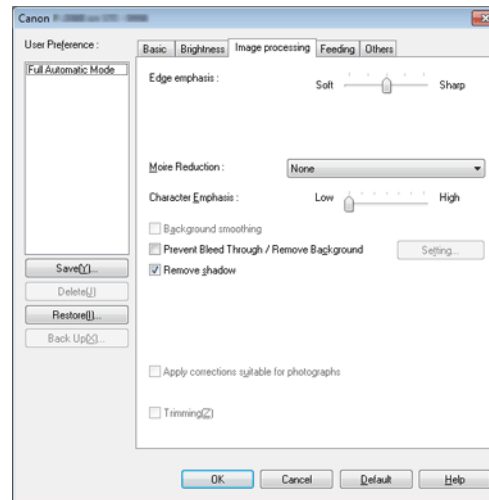 Canon
User Preference :
Full Automatic Mode
Save(Y)...
Delete(J)
Restore(I)...
Back Up(X)...
Basic Brightness Image processing Feeding Others
Edge emphasis :
Soft Sharp
Moire Reduction : None
Character Emphasis : Low High
Background smoothing
Prevent Bleed Through / Remove Background Setting...
Remove shadow
Apply corrections suitable for photographs
Trimming(Z)
OK Cancel Default Help